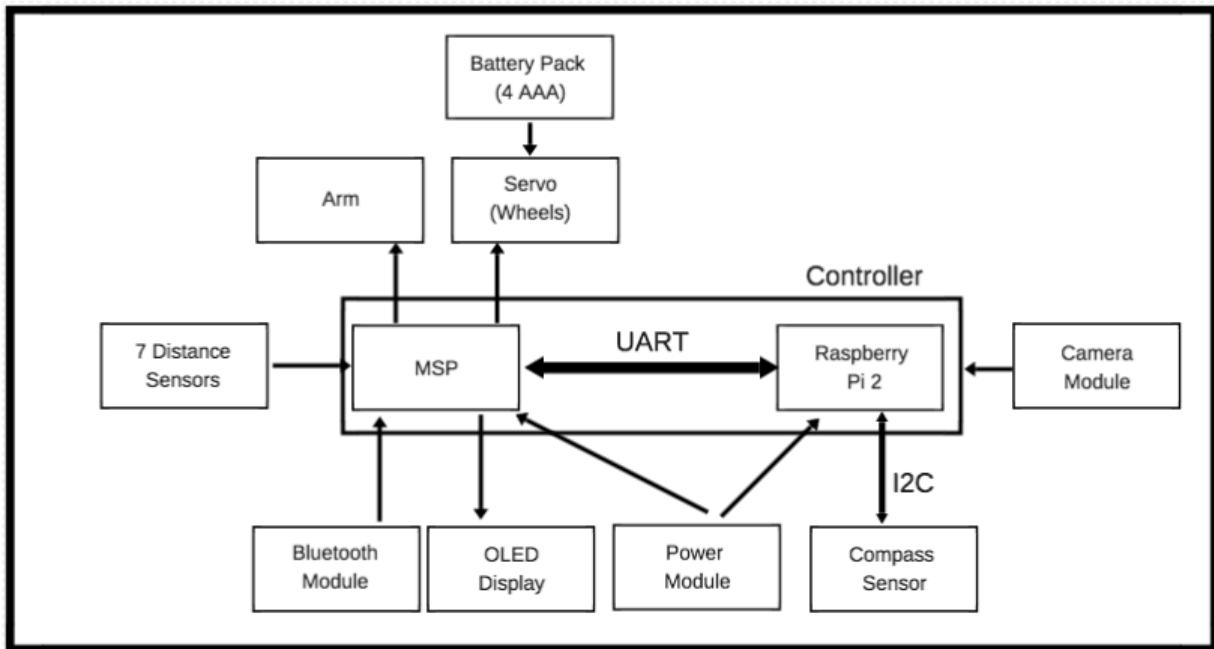 Battery Pack
(4 AAA)
Arm
Servo
(Wheels)
Controller
7 Distance
Sensors
MSP
UART
Raspberry
Pi 2
Camera
Module
I2C
Bluetooth
Module
OLED
Display
Power
Module
Compass
Sensor